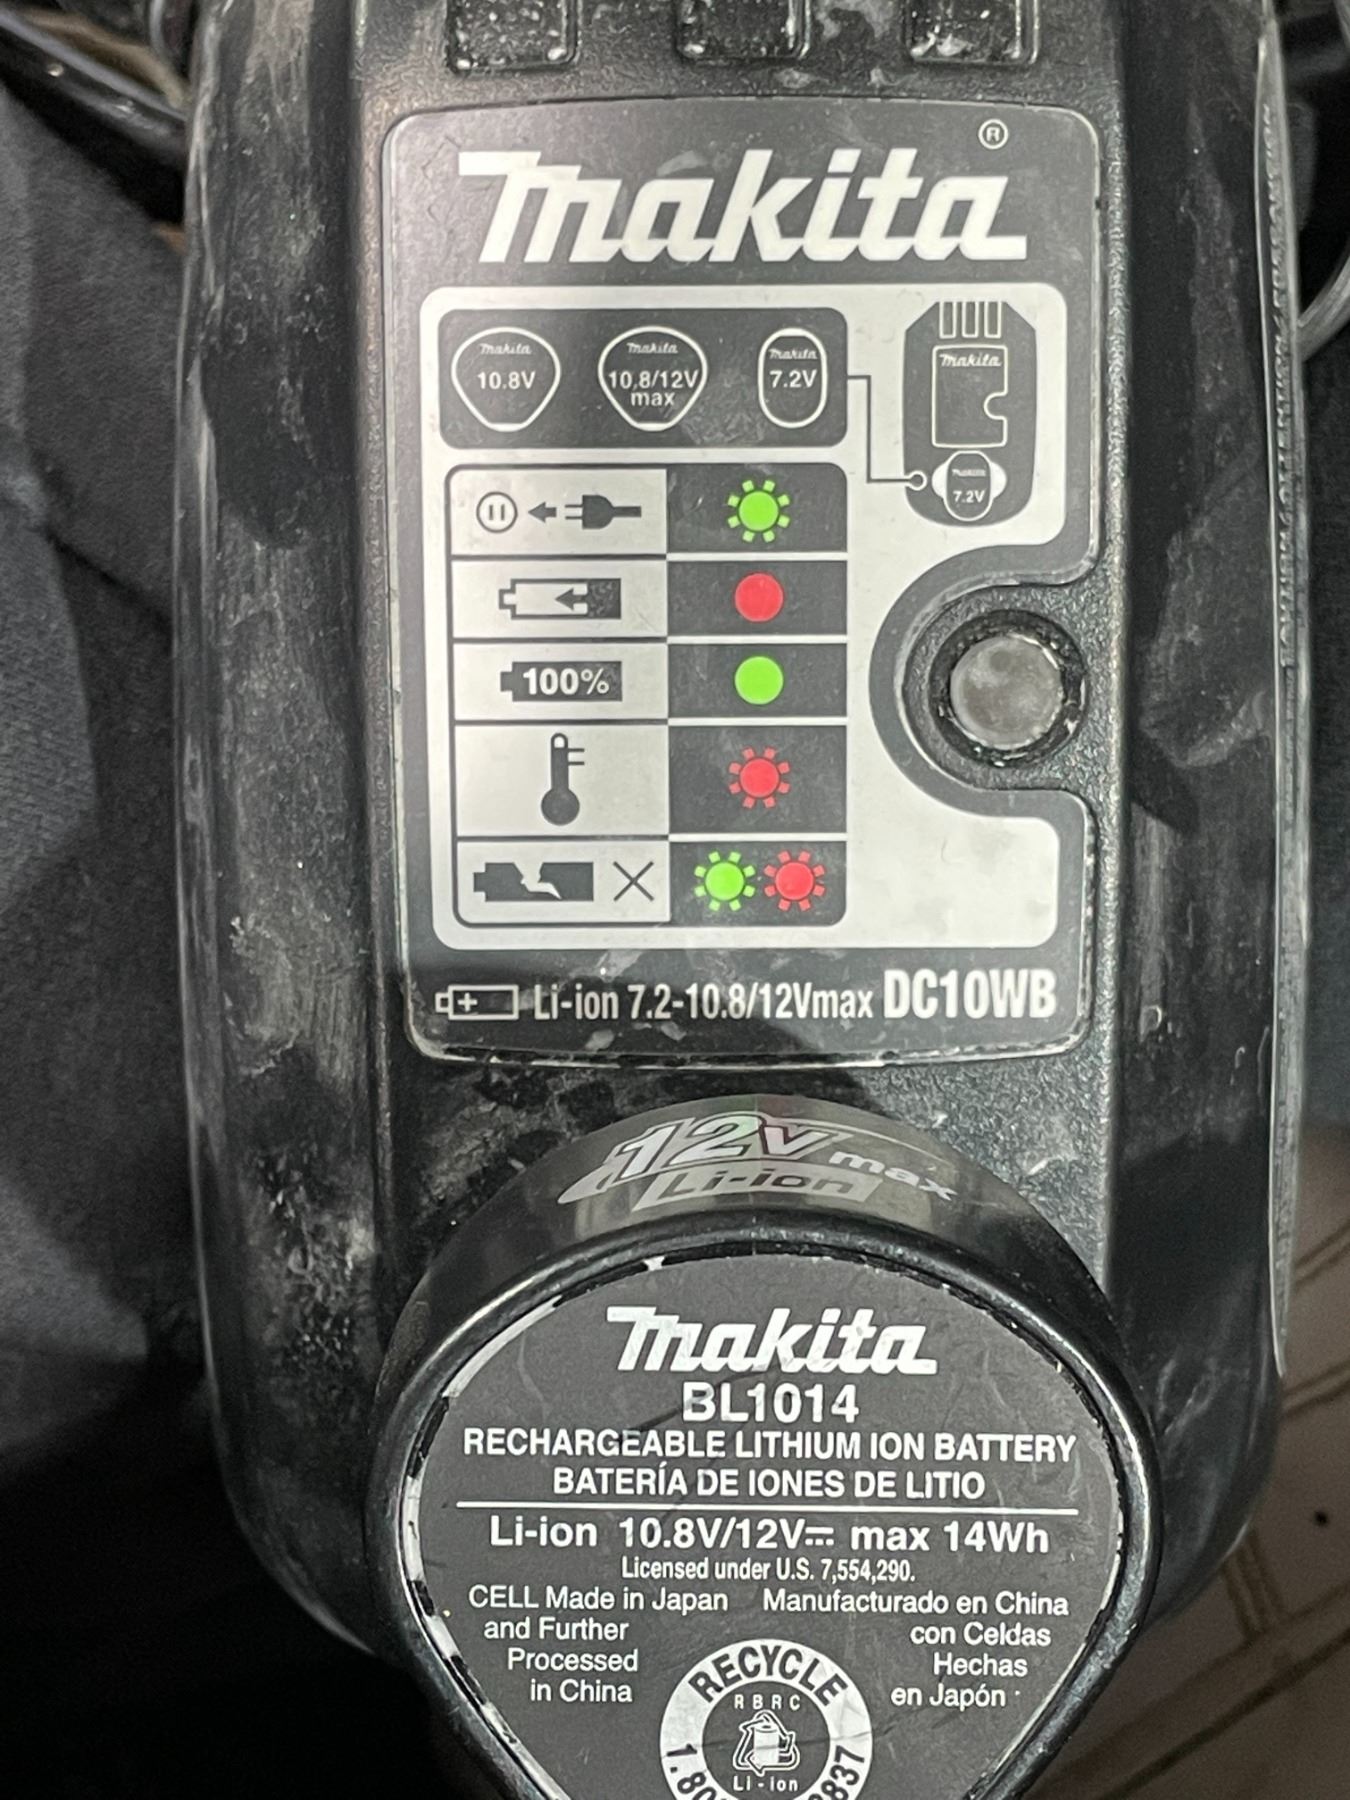 makita®
makita
10.8V
makita
10.8/12V
max
makita
7.2V
makita
makita
7.2V
100%
Li-ion 7.2-10.8/12Vmax DC10WB
12V max
Li-ion
makita
BL1014
RECHARGEABLE LITHIUM ION BATTERY
BATERÍA DE IONES DE LITIO
Li-ion 10.8V/12V⎓ max 14Wh
Licensed under U.S. 7,554,290.
CELL Made in Japan
and Further
Processed
in China
Manufacturado en China
con Celdas
Hechas
en Japón
RECYCLE
RBRC
Li-ion